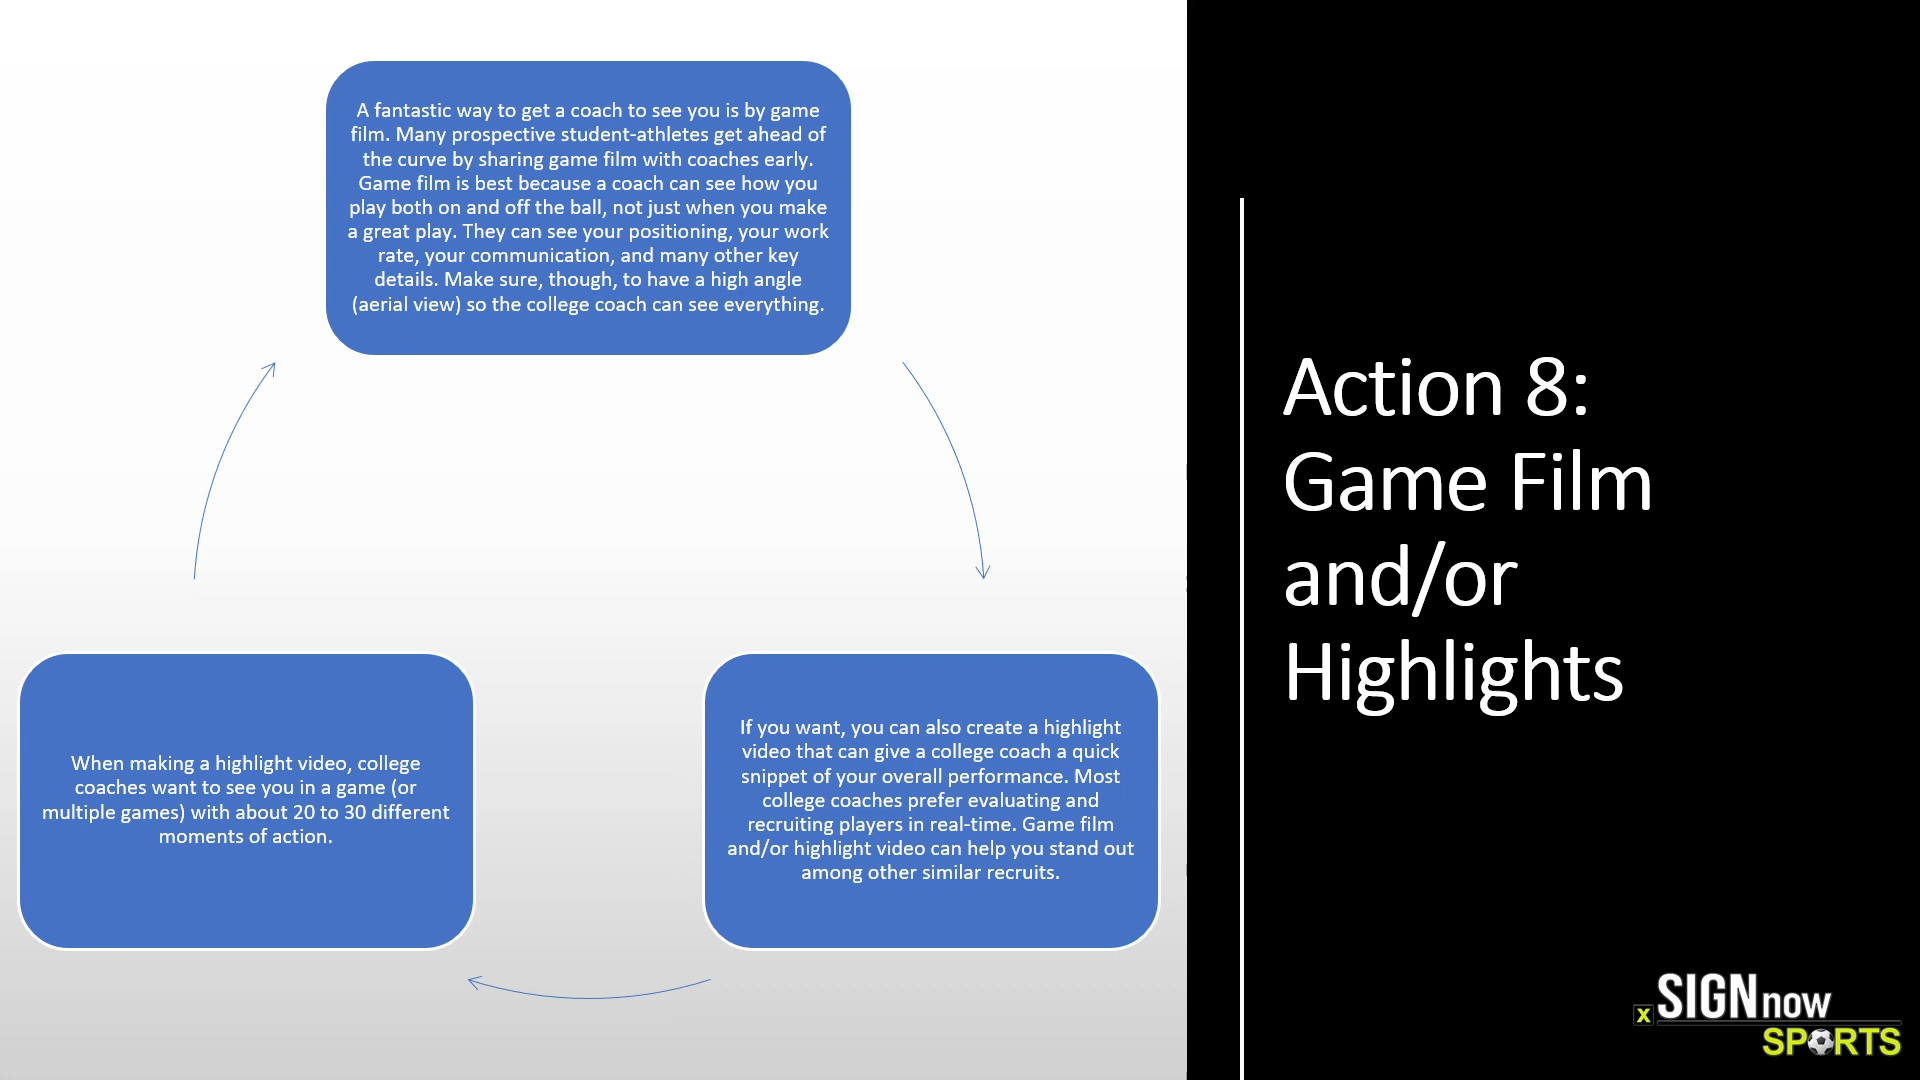 A fantastic way to get a coach to see you is by game
film. Many prospective student-athletes get ahead of
the curve by sharing game film with coaches early.
Game film is best because a coach can see how you
play both on and off the ball, not just when you make
a great play. They can see your positioning, your work
rate, your communication, and many other key
details. Make sure, though, to have a high angle
(aerial view) so the college coach can see everything.
If you want, you can also create a highlight
video that can give a college coach a quick
snippet of your overall performance. Most
college coaches prefer evaluating and
recruiting players in real-time. Game film
and/or highlight video can help you stand out
among other similar recruits.
When making a highlight video, college
coaches want to see you in a game (or
multiple games) with about 20 to 30 different
moments of action.
Action 8:
Game Film
and/or
Highlights
X SIGN now
SPORTS